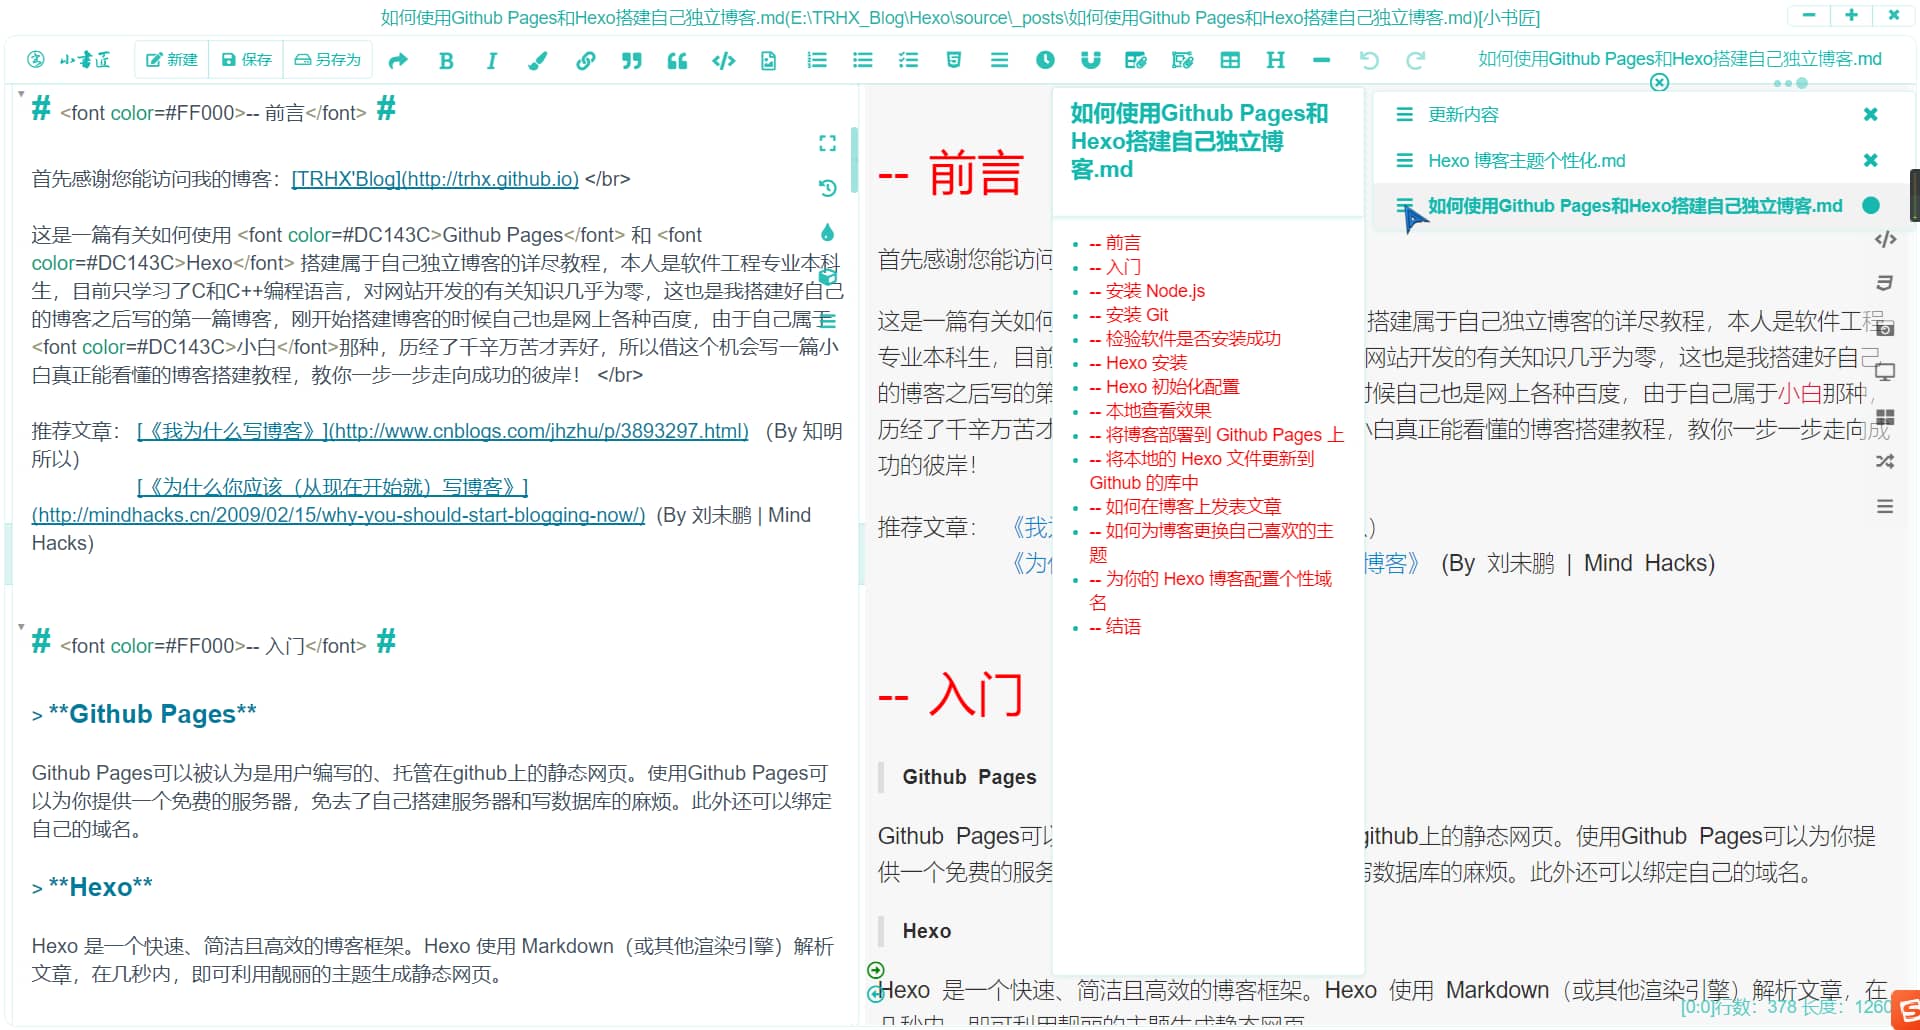 如何使用Github Pages和Hexo搭建自己独立博客.md(E:\TRHX_Blog\Hexo\source\_posts\如何使用Github Pages和Hexo搭建自己独立博客.md)[小书匠]
小书匠 新建 保存 另存为
如何使用Github Pages和Hexo搭建自己独立博客.md
# <font color=#FF000>-- 前言</font> #
首先感谢您能访问我的博客：[TRHX'Blog](http://trhx.github.io) </br>
这是一篇有关如何使用 <font color=#DC143C>Github Pages</font> 和 <font
color=#DC143C>Hexo</font> 搭建属于自己独立博客的详尽教程，本人是软件工程专业本科
生，目前只学习了C和C++编程语言，对网站开发的有关知识几乎为零，这也是我搭建好自己
的博客之后写的第一篇博客，刚开始搭建博客的时候自己也是网上各种百度，由于自己属于
<font color=#DC143C>小白</font>那种，历经了千辛万苦才弄好，所以借这个机会写一篇小
白真正能看懂的博客搭建教程，教你一步一步走向成功的彼岸！ </br>
推荐文章： [《我为什么写博客》](http://www.cnblogs.com/jhzhu/p/3893297.html) （By 知明
所以）
[《为什么你应该（从现在开始就）写博客》]
(http://mindhacks.cn/2009/02/15/why-you-should-start-blogging-now/) (By 刘未鹏 | Mind
Hacks)
# <font color=#FF000>-- 入门</font> #
> **Github Pages**
Github Pages可以被认为是用户编写的、托管在github上的静态网页。使用Github Pages可
以为你提供一个免费的服务器，免去了自己搭建服务器和写数据库的麻烦。此外还可以绑定
自己的域名。
> **Hexo**
Hexo 是一个快速、简洁且高效的博客框架。Hexo 使用 Markdown（或其他渲染引擎）解析
文章，在几秒内，即可利用靓丽的主题生成静态网页。
如何使用Github Pages和
Hexo搭建自己独立博
客.md
-- 前言
-- 入门
-- 安装 Node.js
-- 安装 Git
-- 检验软件是否安装成功
-- Hexo 安装
-- Hexo 初始化配置
-- 本地查看效果
-- 将博客部署到 Github Pages 上
-- 将本地的 Hexo 文件更新到
Github 的库中
-- 如何在博客上发表文章
-- 如何为博客更换自己喜欢的主
题
-- 为你的 Hexo 博客配置个性域
名
-- 结语
更新内容
Hexo 博客主题个性化.md
如何使用Github Pages和Hexo搭建自己独立博客.md
-- 前言
首先感谢您能访问
这是一篇有关如何 搭建属于自己独立博客的详尽教程，本人是软件工程
专业本科生，目前 网站开发的有关知识几乎为零，这也是我搭建好自己
的博客之后写的第 时候自己也是网上各种百度，由于自己属于小白那种，
历经了千辛万苦才 小白真正能看懂的博客搭建教程，教你一步一步走向成
功的彼岸！
推荐文章： 《我 ）
《为 博客》 (By 刘未鹏 | Mind Hacks)
-- 入门
Github Pages
Github Pages可以 github上的静态网页。使用Github Pages可以为你提
供一个免费的服务 写数据库的麻烦。此外还可以绑定自己的域名。
Hexo
Hexo 是一个快速、简洁且高效的博客框架。Hexo 使用 Markdown（或其他渲染引擎）解析文章，在
几秒内，即可利用靓丽的主题生成静态网页
[0:0]行数：378 长度：1260